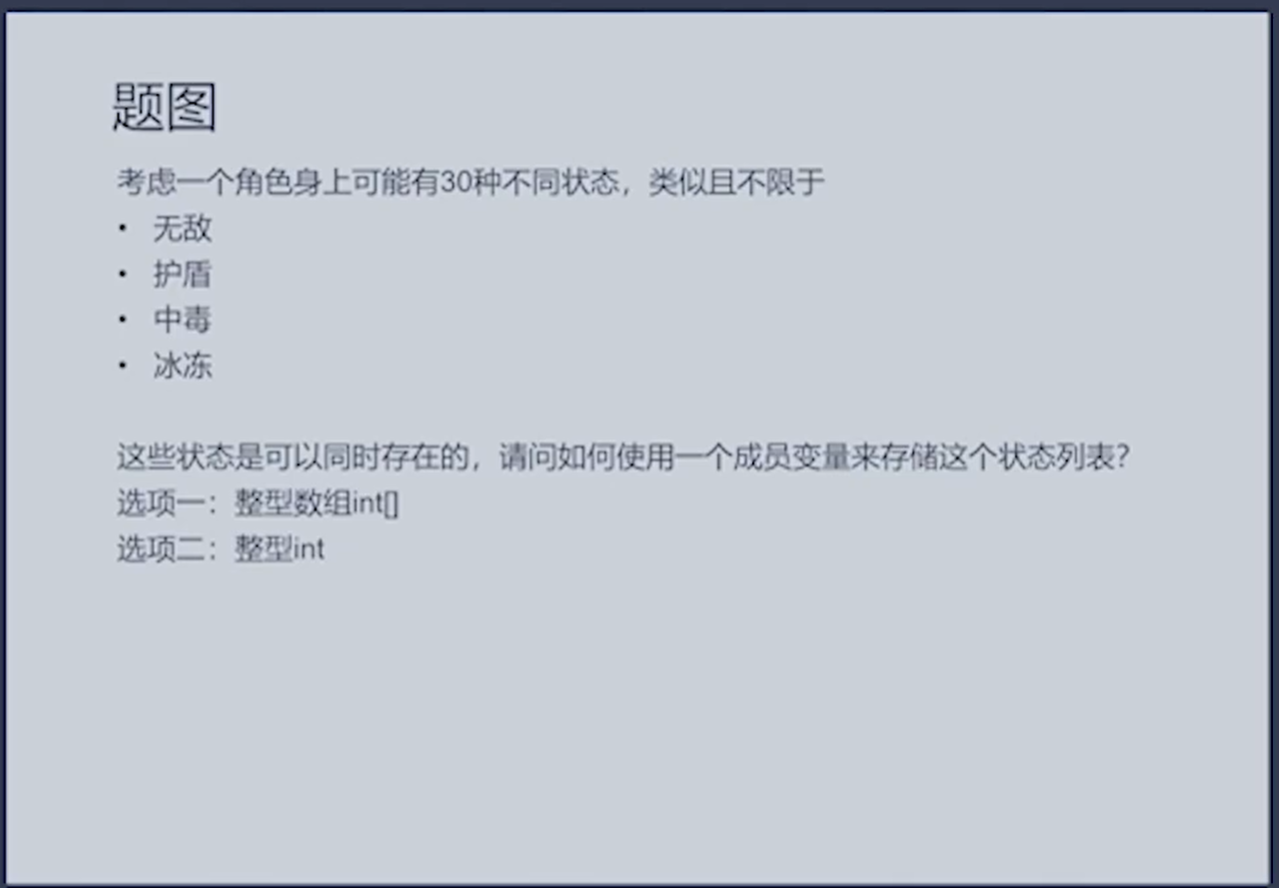 题图
考虑一个角色身上可能有30种不同状态，类似且不限于
• 无敌
• 护盾
• 中毒
• 冰冻
这些状态是可以同时存在的，请问如何使用一个成员变量来存储这个状态列表？
选项一：整型数组int[]
选项二：整型int